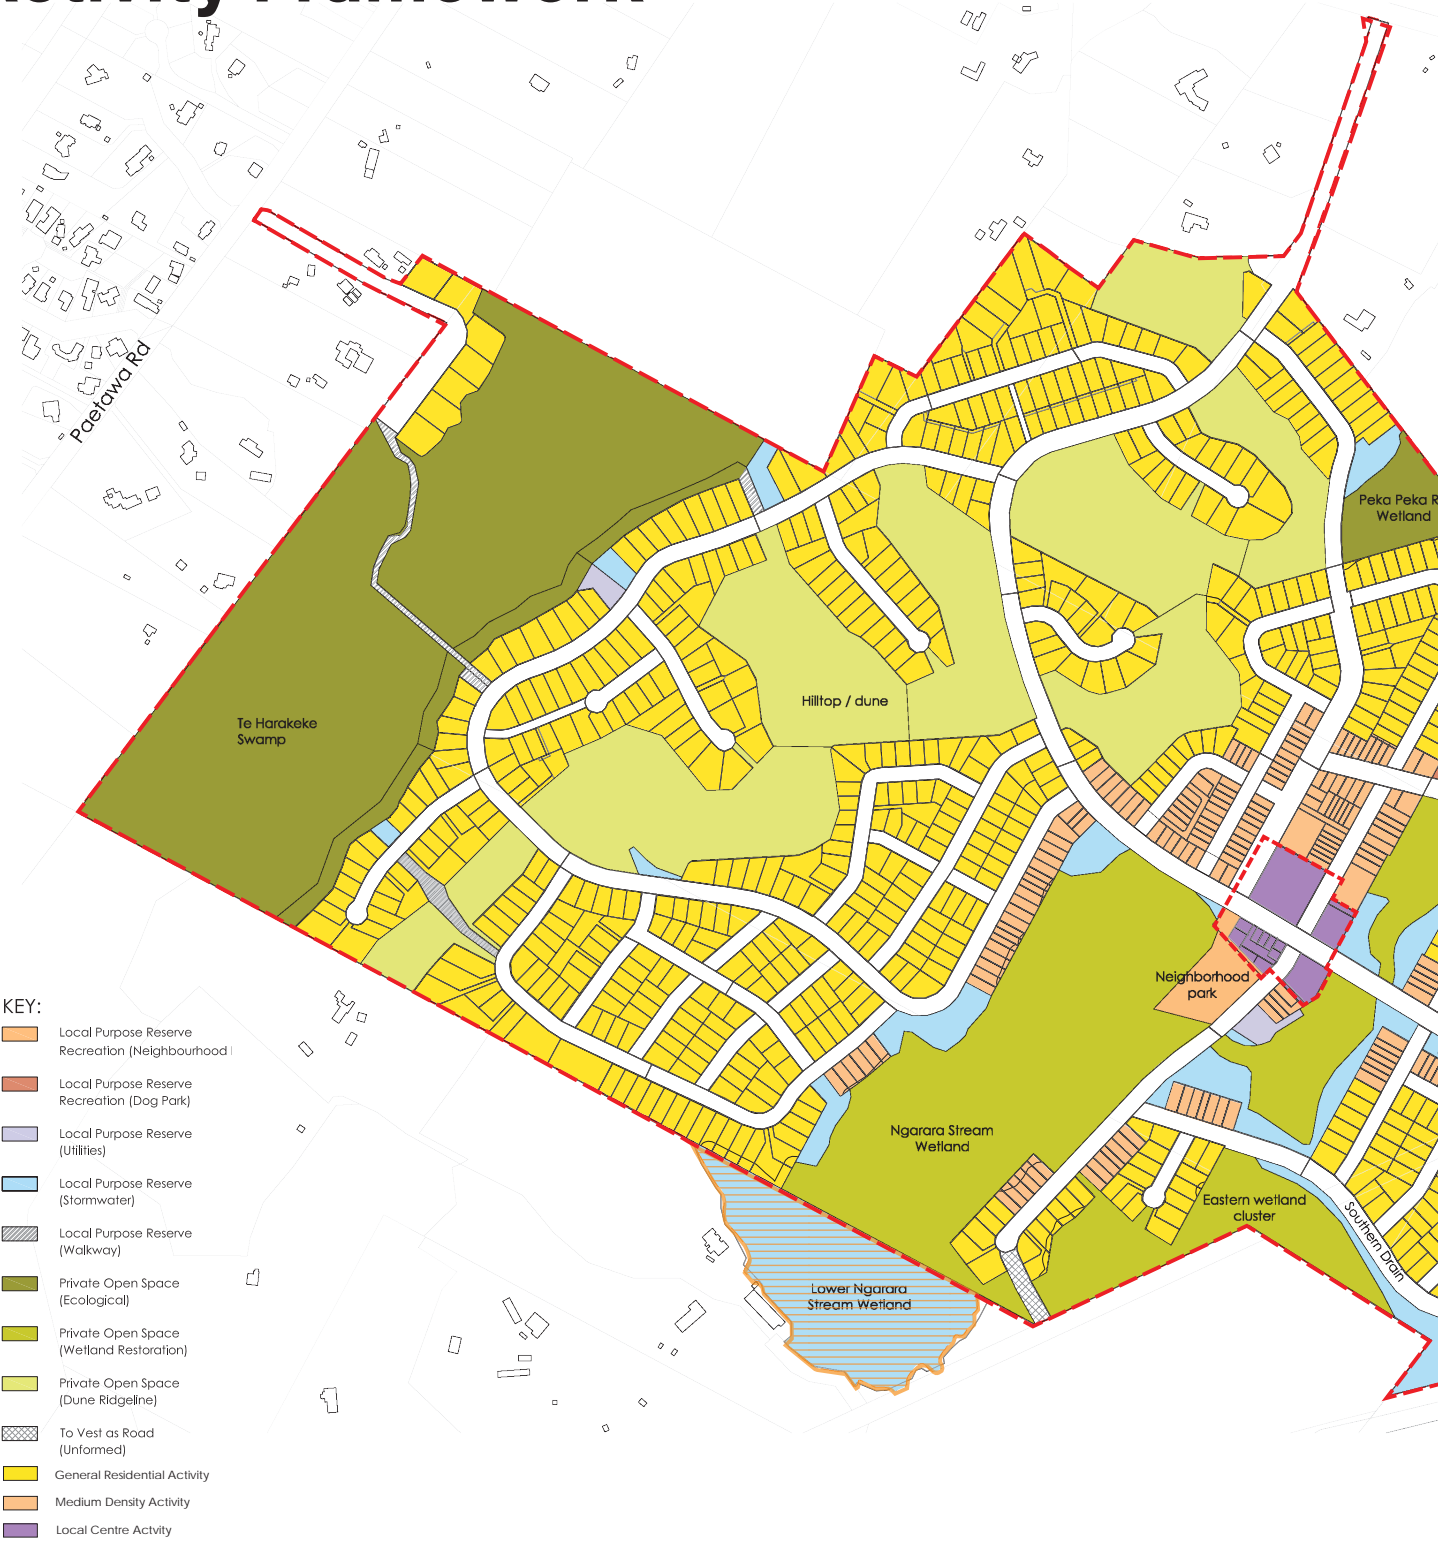 Activity Framework
Paetawa Rd
Peka Peka R
Wetland
Hilltop / dune
Te Harakeke
Swamp
Neighborhood
park
Ngarara Stream
Wetland
Eastern wetland
cluster
Southern Drain
Lower Ngarara
Stream Wetland
KEY:
Local Purpose Reserve
Recreation (Neighbourhood
Local Purpose Reserve
Recreation (Dog Park)
Local Purpose Reserve
(Utilities)
Local Purpose Reserve
(Stormwater)
Local Purpose Reserve
(Walkway)
Private Open Space
(Ecological)
Private Open Space
(Wetland Restoration)
Private Open Space
(Dune Ridgeline)
To Vest as Road
(Unformed)
General Residential Activity
Medium Density Activity
Local Centre Actvity